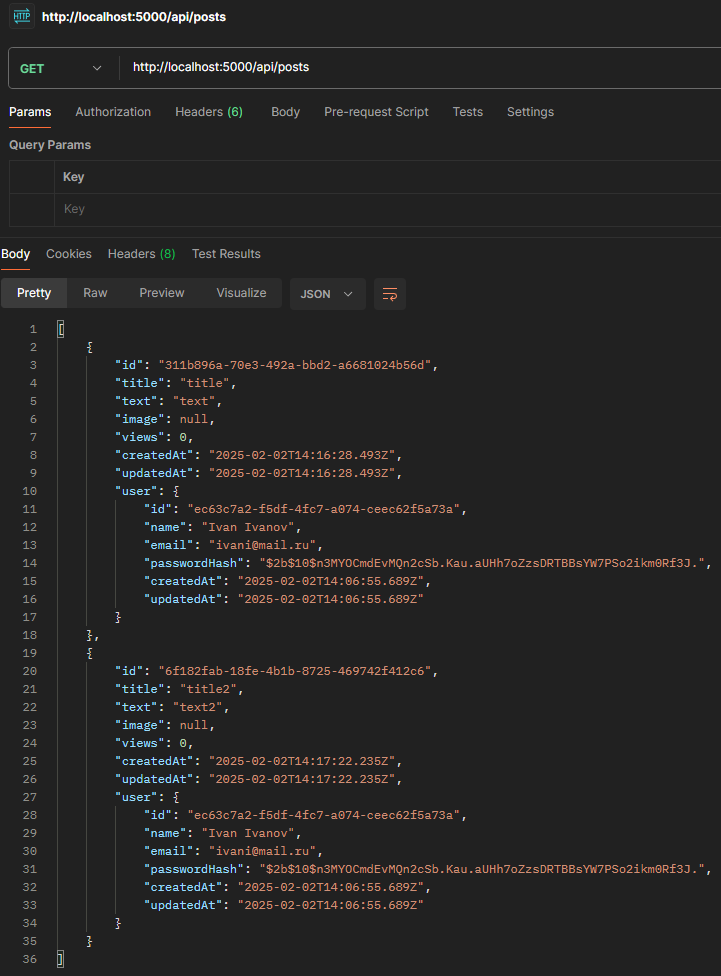 HTTP http://localhost:5000/api/posts
GET http://localhost:5000/api/posts
Params Authorization Headers (6) Body Pre-request Script Tests Settings
Query Params
Key
Key
Body Cookies Headers (8) Test Results
Pretty Raw Preview Visualize JSON
1 [
2 {
3 "id": "311b896a-70e3-492a-bbd2-a6681024b56d",
4 "title": "title",
5 "text": "text",
6 "image": null,
7 "views": 0,
8 "createdAt": "2025-02-02T14:16:28.493Z",
9 "updatedAt": "2025-02-02T14:16:28.493Z",
10 "user": {
11 "id": "ec63c7a2-f5df-4fc7-a074-ceec62f5a73a",
12 "name": "Ivan Ivanov",
13 "email": "ivani@mail.ru",
14 "passwordHash": "$2b$10$n3MYOCmdEvMQn2cSb.Kau.aUHh7oZzsDRTBBsYW7PSo2ikm0Rf3J.",
15 "createdAt": "2025-02-02T14:06:55.689Z",
16 "updatedAt": "2025-02-02T14:06:55.689Z"
17 }
18 },
19 {
20 "id": "6f182fab-18fe-4b1b-8725-469742f412c6",
21 "title": "title2",
22 "text": "text2",
23 "image": null,
24 "views": 0,
25 "createdAt": "2025-02-02T14:17:22.235Z",
26 "updatedAt": "2025-02-02T14:17:22.235Z",
27 "user": {
28 "id": "ec63c7a2-f5df-4fc7-a074-ceec62f5a73a",
29 "name": "Ivan Ivanov",
30 "email": "ivani@mail.ru",
31 "passwordHash": "$2b$10$n3MYOCmdEvMQn2cSb.Kau.aUHh7oZzsDRTBBsYW7PSo2ikm0Rf3J.",
32 "createdAt": "2025-02-02T14:06:55.689Z",
33 "updatedAt": "2025-02-02T14:06:55.689Z"
34 }
35 }
36 ]